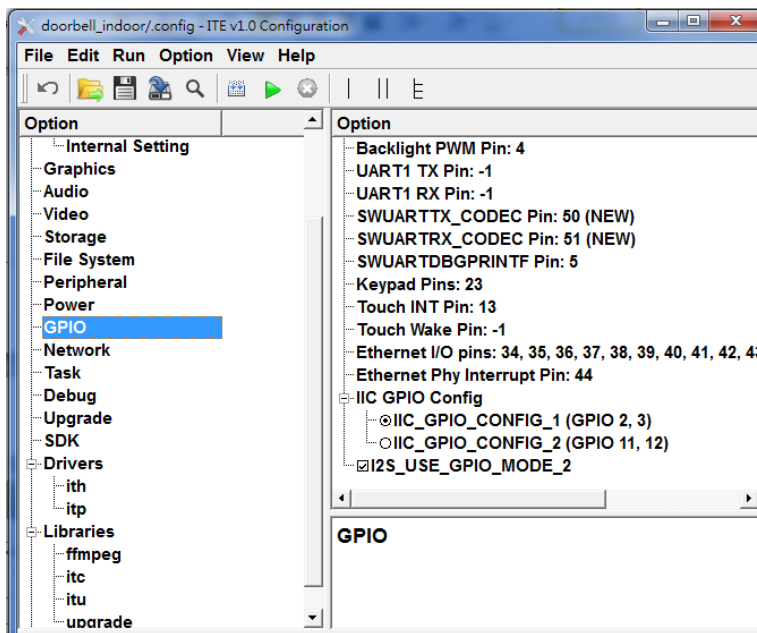 doorbell_indoor/.config - ITE v1.0 Configuration
File Edit Run Option View Help
Option
Internal Setting
Graphics
Audio
Video
Storage
File System
Peripheral
Power
GPIO
Network
Task
Debug
Upgrade
SDK
Drivers
ith
itp
Libraries
ffmpeg
itc
itu
upgrade
Option
Backlight PWM Pin: 4
UART1 TX Pin: -1
UART1 RX Pin: -1
SWUARTTX_CODEC Pin: 50 (NEW)
SWUARTRX_CODEC Pin: 51 (NEW)
SWUARTDBGPRINTF Pin: 5
Keypad Pins: 23
Touch INT Pin: 13
Touch Wake Pin: -1
Ethernet I/O pins: 34, 35, 36, 37, 38, 39, 40, 41, 42, 43
Ethernet Phy Interrupt Pin: 44
IIC GPIO Config
IIC_GPIO_CONFIG_1 (GPIO 2, 3)
IIC_GPIO_CONFIG_2 (GPIO 11, 12)
I2S_USE_GPIO_MODE_2
GPIO